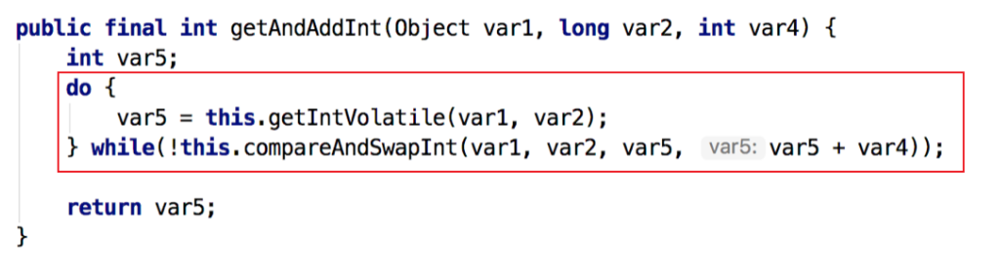 public final int getAndAddInt(Object var1, long var2, int var4) {
int var5;
do {
var5 = this.getIntVolatile(var1, var2);
} while(!this.compareAndSwapInt(var1, var2, var5, var5: var5 + var4));
return var5;
}